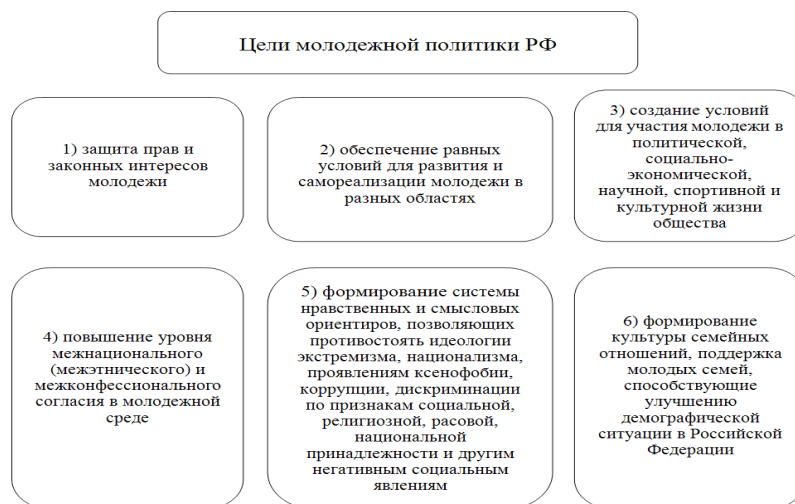 Цели молодежной политики РФ
1) защита прав и
законных интересов
молодежи
2) обеспечение равных
условий для развития и
самореализации молодежи в
разных областях
3) создание условий
для участия молодежи в
политической,
социально-
экономической,
научной, спортивной и
культурной жизни
общества
4) повышение уровня
межнационального
(межэтнического) и
межконфессионального
согласия в молодежной
среде
5) формирование системы
нравственных и смысловых
ориентиров, позволяющих
противостоять идеологии
экстремизма, национализма,
проявлениям ксенофобии,
коррупции, дискриминации
по признакам социальной,
религиозной, расовой,
национальной
принадлежности и другим
негативным социальным
явлениям
6) формирование
культуры семейных
отношений, поддержка
молодых семей,
способствующие
улучшению
демографической
ситуации в Российской
Федерации